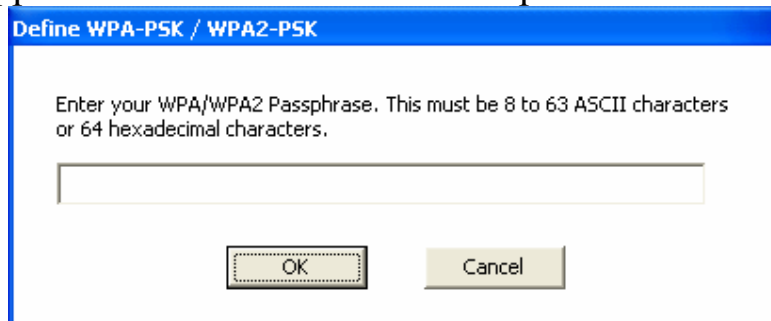 Define WPA-PSK / WPA2-PSK
Enter your WPA/WPA2 Passphrase. This must be 8 to 63 ASCII characters
or 64 hexadecimal characters.
OK Cancel